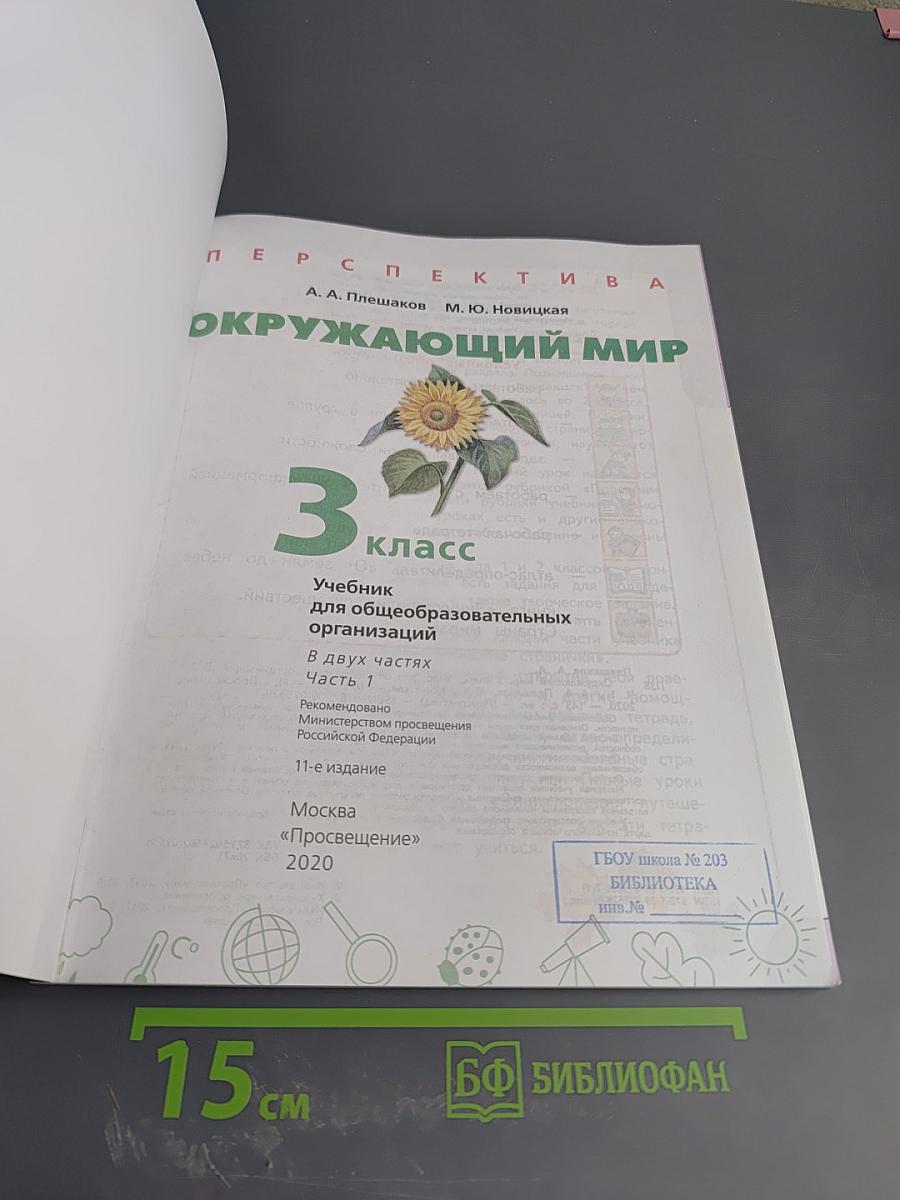 ПЕРСПЕКТИВА
А. А. Плешаков М. Ю. Новицкая
ОКРУЖАЮЩИЙ МИР
3 класс
Учебник
для общеобразовательных
организаций
В двух частях
Часть 1
Рекомендовано
Министерством просвещения
Российской Федерации
11-е издание
Москва
«Просвещение»
2020
ГБОУ школа № 203
БИБЛИОТЕКА
инв.№
С°
15 см
БФ БИБЛИОФАН